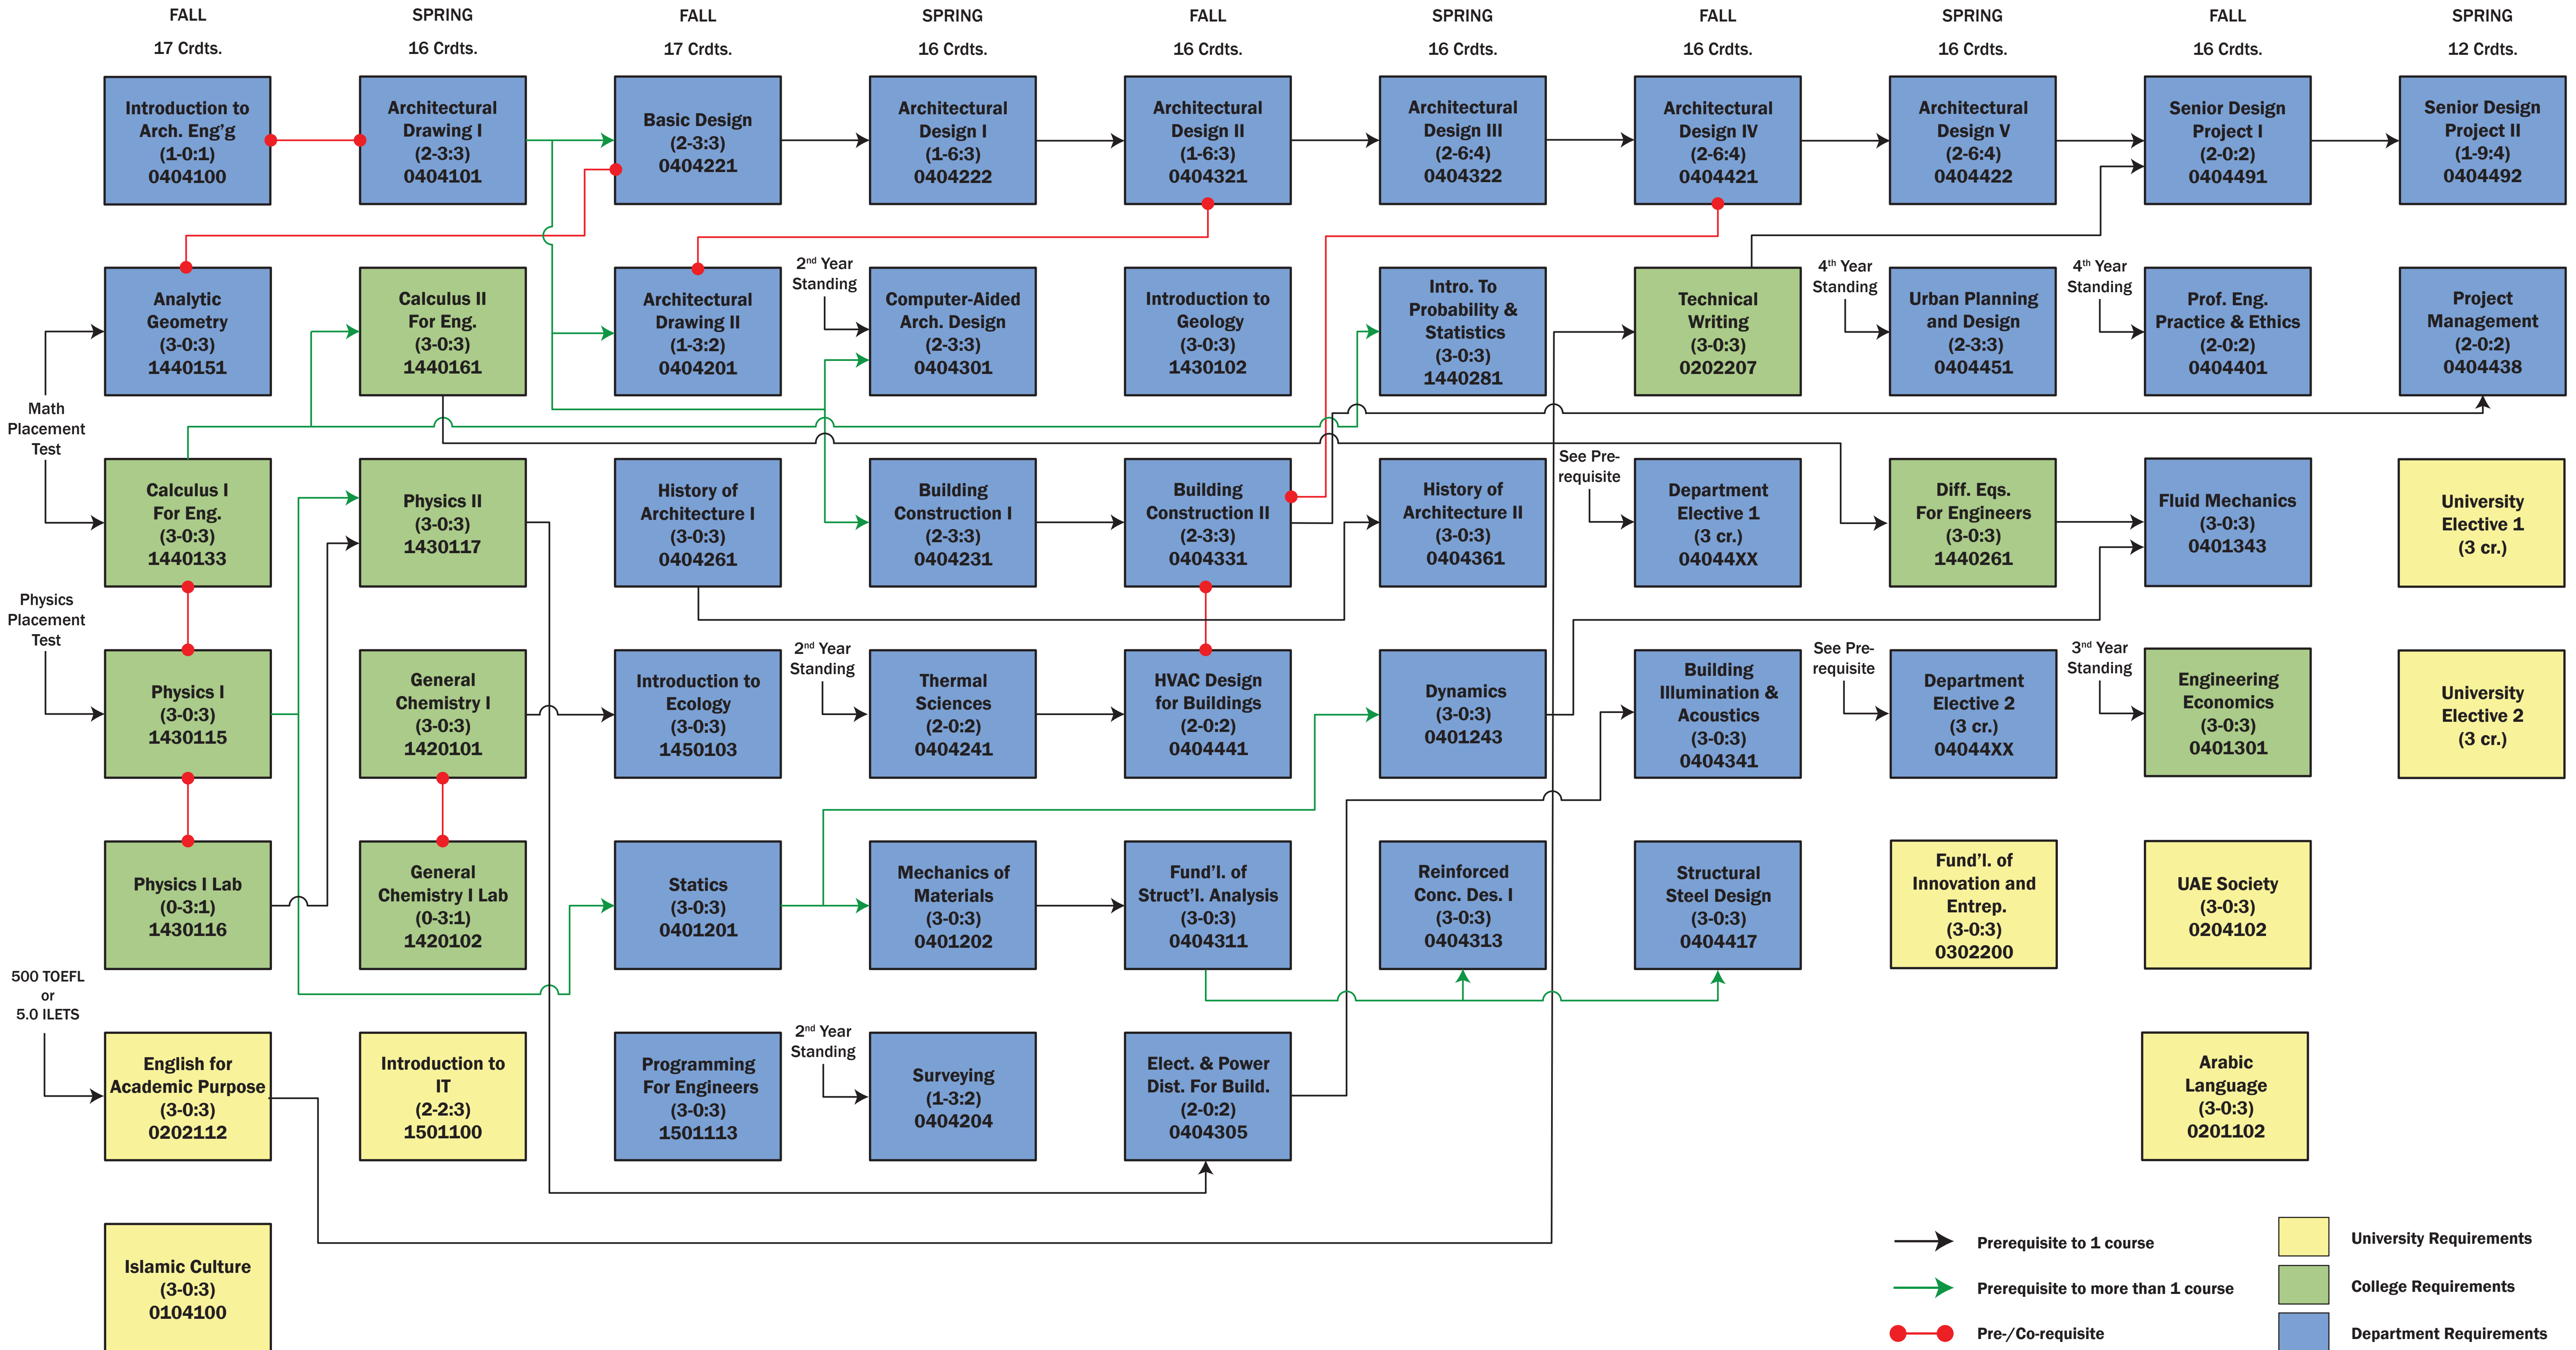 FALL
SPRING
FALL
SPRING
FALL
SPRING
FALL
SPRING
FALL
SPRING
17 Crdts.
16 Crdts.
17 Crdts.
16 Crdts.
16 Crdts.
16 Crdts.
16 Crdts.
16 Crdts.
16 Crdts.
12 Crdts.
Introduction to
Arch. Eng'g
(1-0:1)
0404100
Architectural
Drawing I
(2-3:3)
0404101
Basic Design
(2-3:3)
0404221
Architectural
Design I
(1-6:3)
0404222
Architectural
Design II
(1-6:3)
0404321
Architectural
Design III
(2-6:4)
0404322
Architectural
Design IV
(2-6:4)
0404421
Architectural
Design V
(2-6:4)
0404422
Senior Design
Project I
(2-0:2)
0404491
Senior Design
Project II
(1-9:4)
0404492
Analytic
Geometry
(3-0:3)
1440151
Calculus II
For Eng.
(3-0:3)
1440161
Architectural
Drawing II
(1-3:2)
0404201
2nd Year
Standing
Computer-Aided
Arch. Design
(2-3:3)
0404301
Introduction to
Geology
(3-0:3)
1430102
Intro. To
Probability &
Statistics
(3-0:3)
1440281
Technical
Writing
(3-0:3)
0202207
4th Year
Standing
Urban Planning
and Design
(2-3:3)
0404451
4th Year
Standing
Prof. Eng.
Practice & Ethics
(2-0:2)
0404401
Project
Management
(2-0:2)
0404438
Math
Placement
Test
Calculus I
For Eng.
(3-0:3)
1440133
Physics II
(3-0:3)
1430117
History of
Architecture I
(3-0:3)
0404261
Building
Construction I
(2-3:3)
0404231
Building
Construction II
(2-3:3)
0404331
History of
Architecture II
(3-0:3)
0404361
See Pre-
requisite
Department
Elective 1
(3 cr.)
04044XX
Diff. Eqs.
For Engineers
(3-0:3)
1440261
Fluid Mechanics
(3-0:3)
0401343
University
Elective 1
(3 cr.)
Physics
Placement
Test
Physics I
(3-0:3)
1430115
General
Chemistry I
(3-0:3)
1420101
Introduction to
Ecology
(3-0:3)
1450103
2nd Year
Standing
Thermal
Sciences
(2-0:2)
0404241
HVAC Design
for Buildings
(2-0:2)
0404441
Dynamics
(3-0:3)
0401243
Building
Illumination &
Acoustics
(3-0:3)
0404341
See Pre-
requisite
Department
Elective 2
(3 cr.)
04044XX
3nd Year
Standing
Engineering
Economics
(3-0:3)
0401301
University
Elective 2
(3 cr.)
Physics I Lab
(0-3:1)
1430116
General
Chemistry I Lab
(0-3:1)
1420102
Statics
(3-0:3)
0401201
Mechanics of
Materials
(3-0:3)
0401202
Fund'l. of
Struct'l. Analysis
(3-0:3)
0404311
Reinforced
Conc. Des. I
(3-0:3)
0404313
Structural
Steel Design
(3-0:3)
0404417
Fund'l. of
Innovation and
Entrep.
(3-0:3)
0302200
UAE Society
(3-0:3)
0204102
500 TOEFL
or
5.0 ILETS
English for
Academic Purpose
(3-0:3)
0202112
Introduction to
IT
(2-2:3)
1501100
Programming
For Engineers
(3-0:3)
1501113
2nd Year
Standing
Surveying
(1-3:2)
0404204
Elect. & Power
Dist. For Build.
(2-0:2)
0404305
Arabic
Language
(3-0:3)
0201102
Islamic Culture
(3-0:3)
0104100
Prerequisite to 1 course
University Requirements
Prerequisite to more than 1 course
College Requirements
Pre-/Co-requisite
Department Requirements